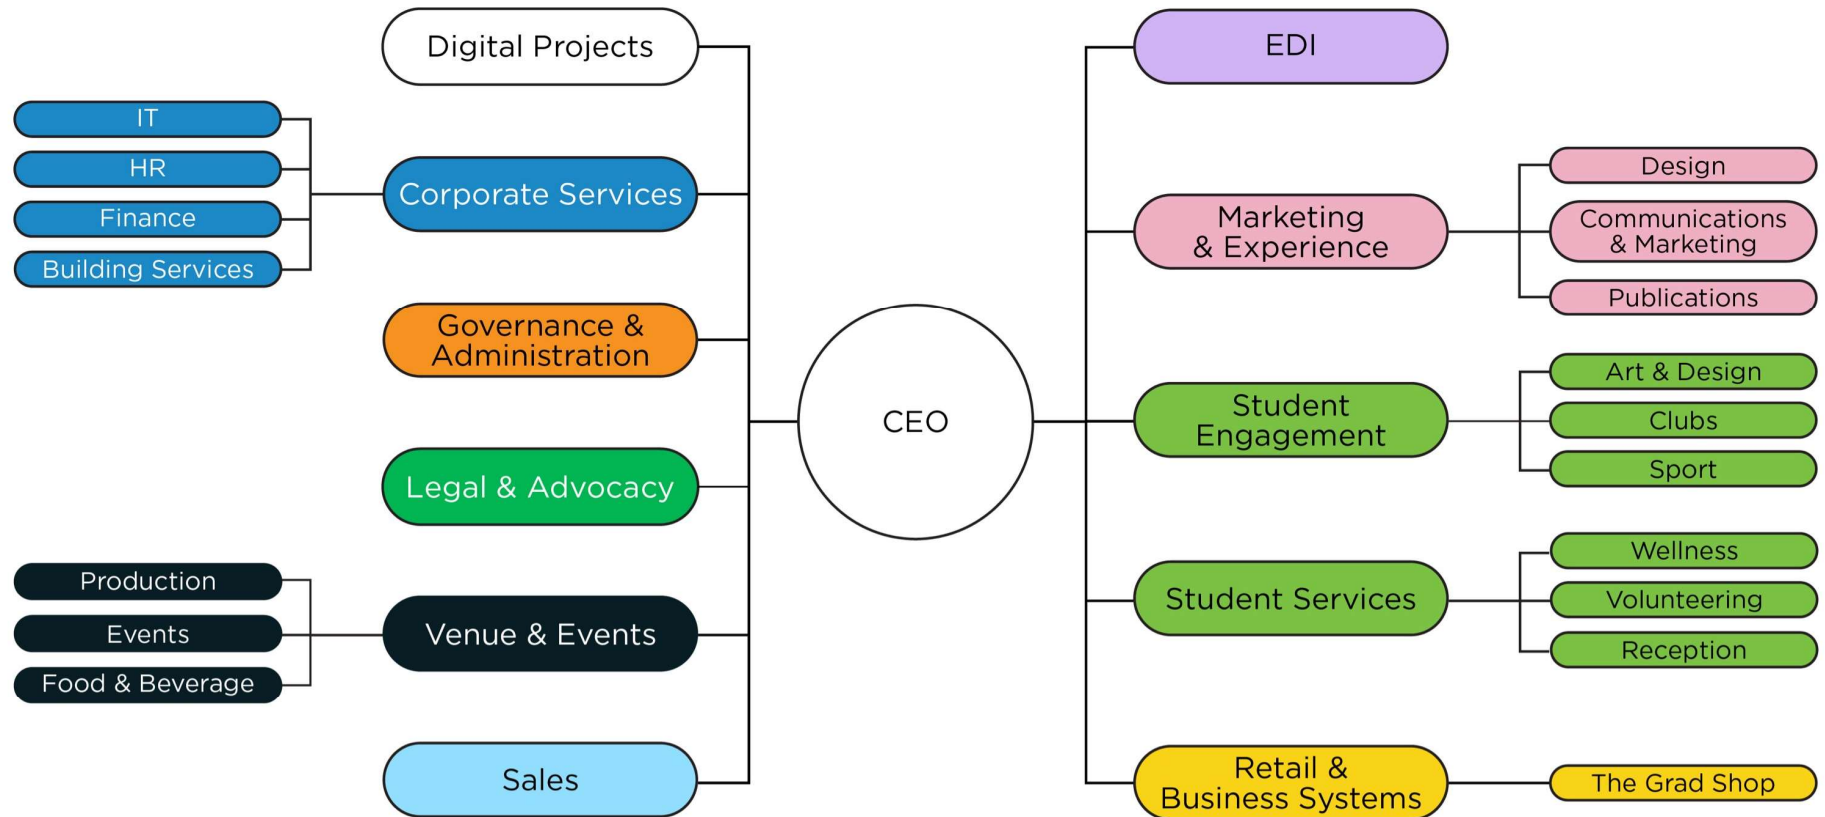 Digital Projects
IT
HR
Finance
Building Services
Corporate Services
Governance &
Administration
Legal & Advocacy
Production
Events
Food & Beverage
Venue & Events
Sales
CEO
EDI
Marketing
& Experience
Design
Communications
& Marketing
Publications
Student
Engagement
Art & Design
Clubs
Sport
Student Services
Wellness
Volunteering
Reception
Retail &
Business Systems
The Grad Shop